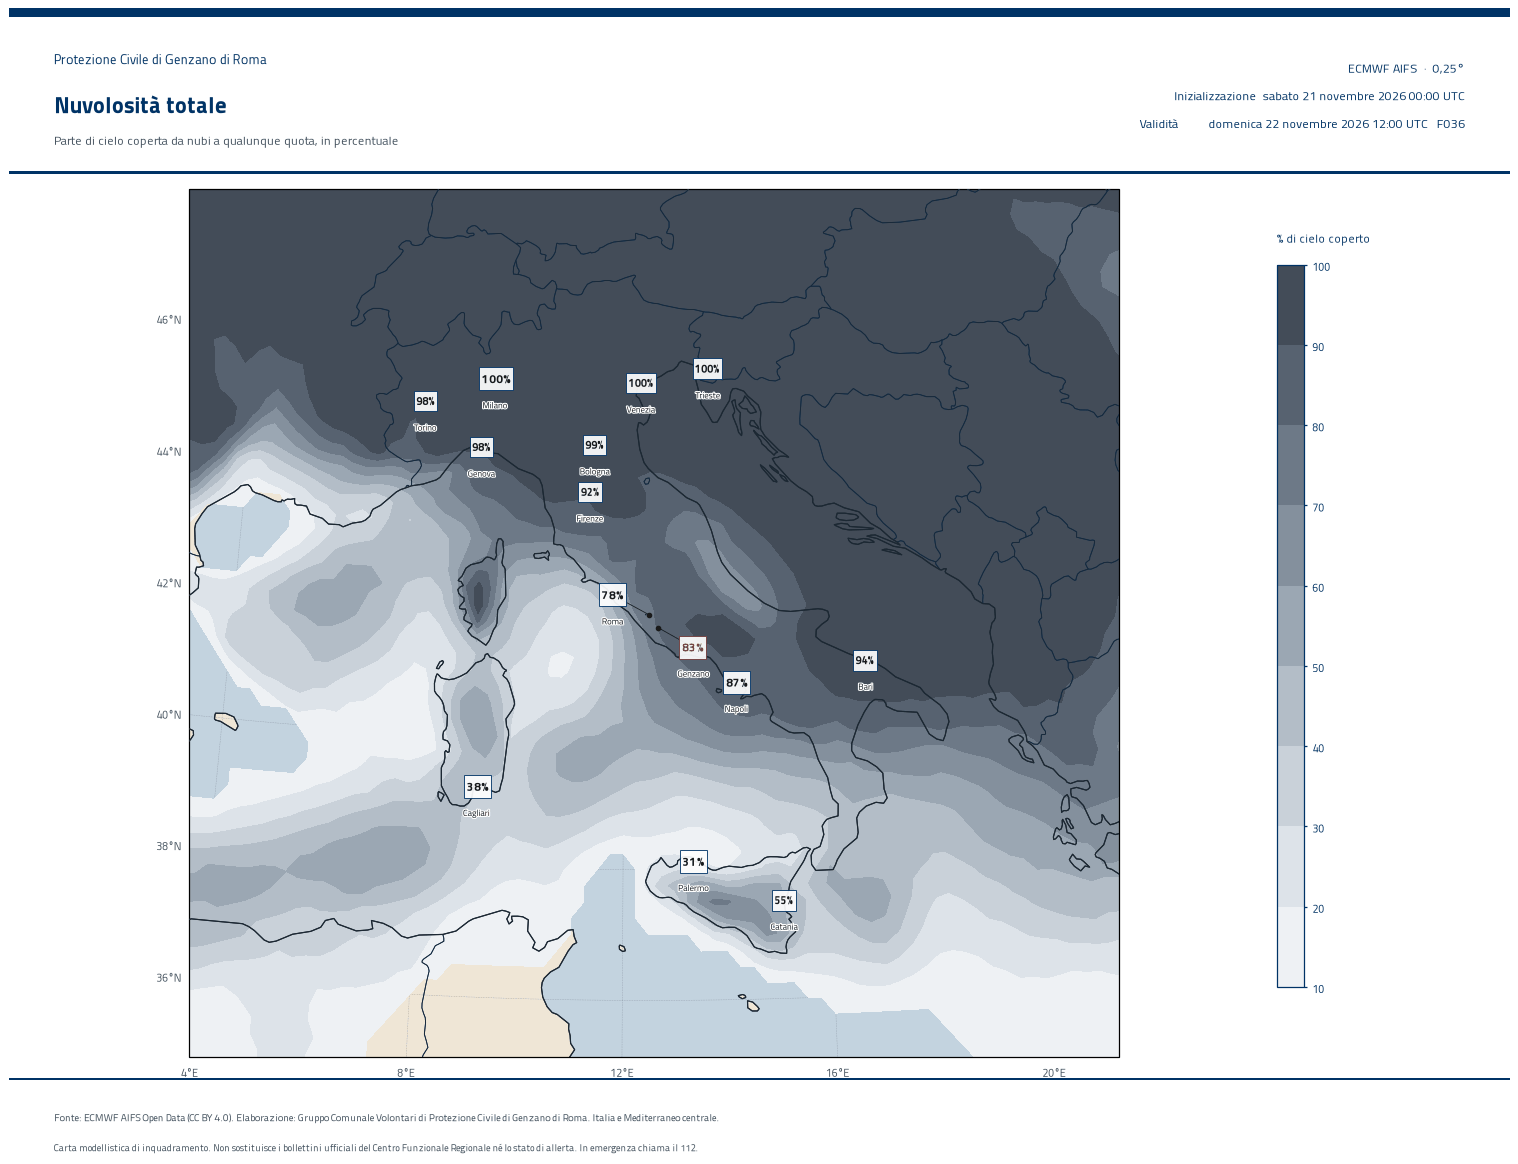 Protezione Civile di Genzano di Roma
Nuvolosità totale
Parte di cielo coperta da nubi a qualunque quota, in percentuale
ECMWF AIFS · 0,25°
Inizializzazione sabato 21 novembre 2026 00:00 UTC
Validità domenica 22 novembre 2026 12:00 UTC F036
% di cielo coperto
100
90
80
70
60
50
40
30
20
10
46°N
44°N
42°N
40°N
38°N
36°N
4°E
8°E
12°E
16°E
20°E
100%
Trieste
100%
Milano
100%
Venezia
98%
Torino
98%
Genova
99%
Bologna
92%
Firenze
78%
Roma
83%
Genzano
94%
Bari
87%
Napoli
38%
Cagliari
31%
Palermo
55%
Catania
Fonte: ECMWF AIFS Open Data (CC BY 4.0). Elaborazione: Gruppo Comunale Volontari di Protezione Civile di Genzano di Roma. Italia e Mediterraneo centrale.
Carta modellistica di inquadramento. Non sostituisce i bollettini ufficiali del Centro Funzionale Regionale né lo stato di allerta. In emergenza chiama il 112.